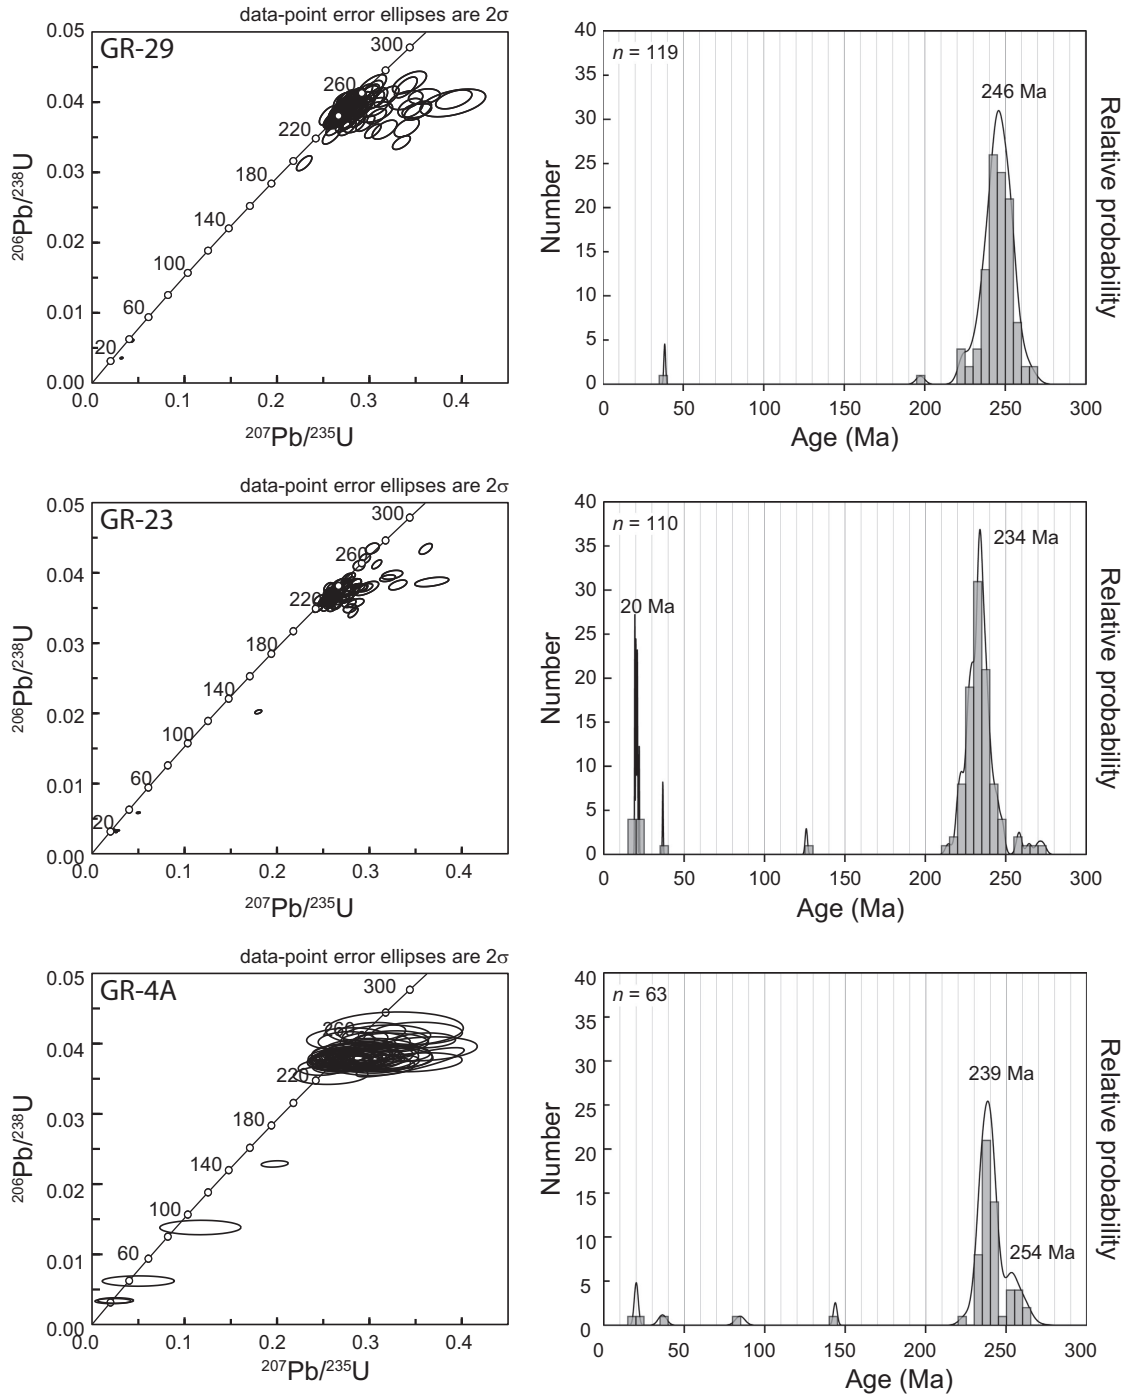 data-point error ellipses are 2σ
GR-29
0.05
0.04
0.03
0.02
0.01
0.00
300
260
220
180
140
100
60
20
0.0 0.1 0.2 0.3 0.4
206Pb/238U
207Pb/235U
n = 119
246 Ma
40
35
30
25
20
15
10
5
0
0 50 100 150 200 250 300
Number
Relative probability
Age (Ma)
data-point error ellipses are 2σ
GR-23
0.05
0.04
0.03
0.02
0.01
0.00
300
260
220
180
140
100
60
20
0.0 0.1 0.2 0.3 0.4
206Pb/238U
207Pb/235U
n = 110
234 Ma
20 Ma
40
35
30
25
20
15
10
5
0
0 50 100 150 200 250 300
Number
Relative probability
Age (Ma)
data-point error ellipses are 2σ
GR-4A
0.05
0.04
0.03
0.02
0.01
0.00
300
260
220
180
140
100
60
0.0 0.1 0.2 0.3 0.4
206Pb/238U
207Pb/235U
n = 63
239 Ma
254 Ma
40
35
30
25
20
15
10
5
0
0 50 100 150 200 250 300
Number
Relative probability
Age (Ma)